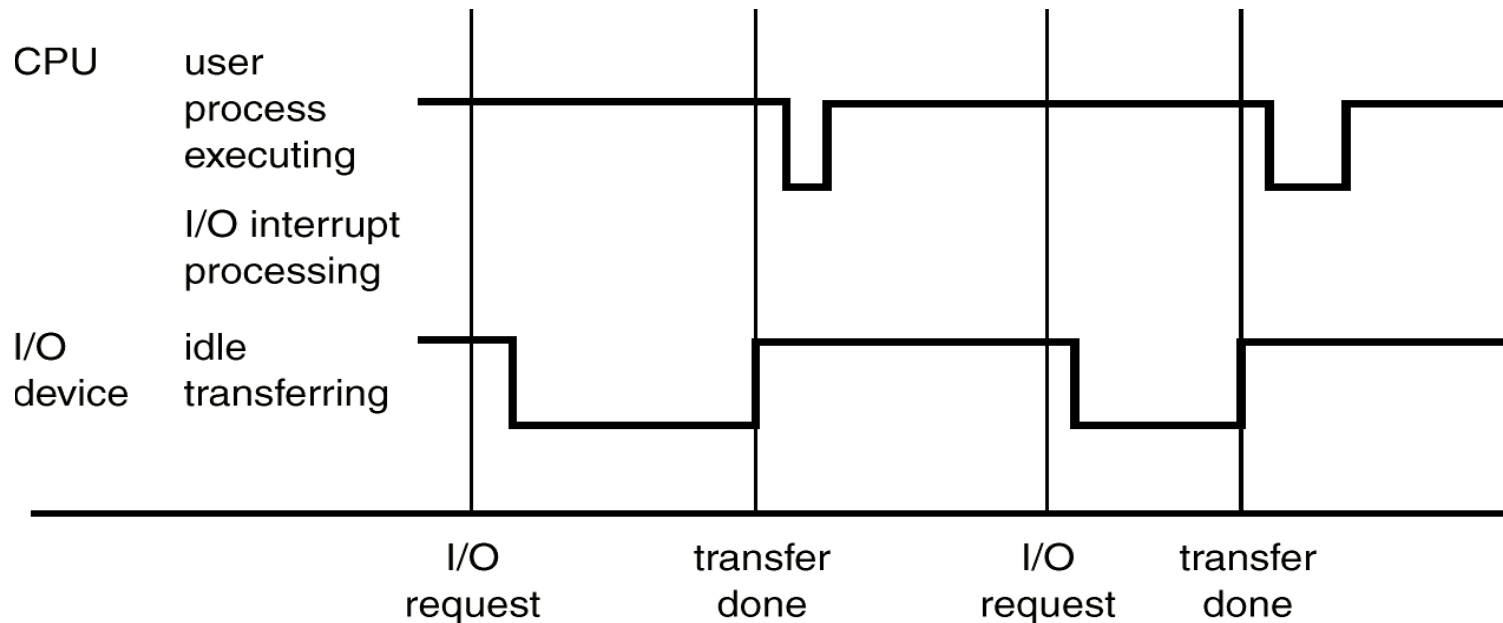 CPU user
process
executing
I/O interrupt
processing
I/O idle
device transferring
I/O transfer I/O transfer
request done request done